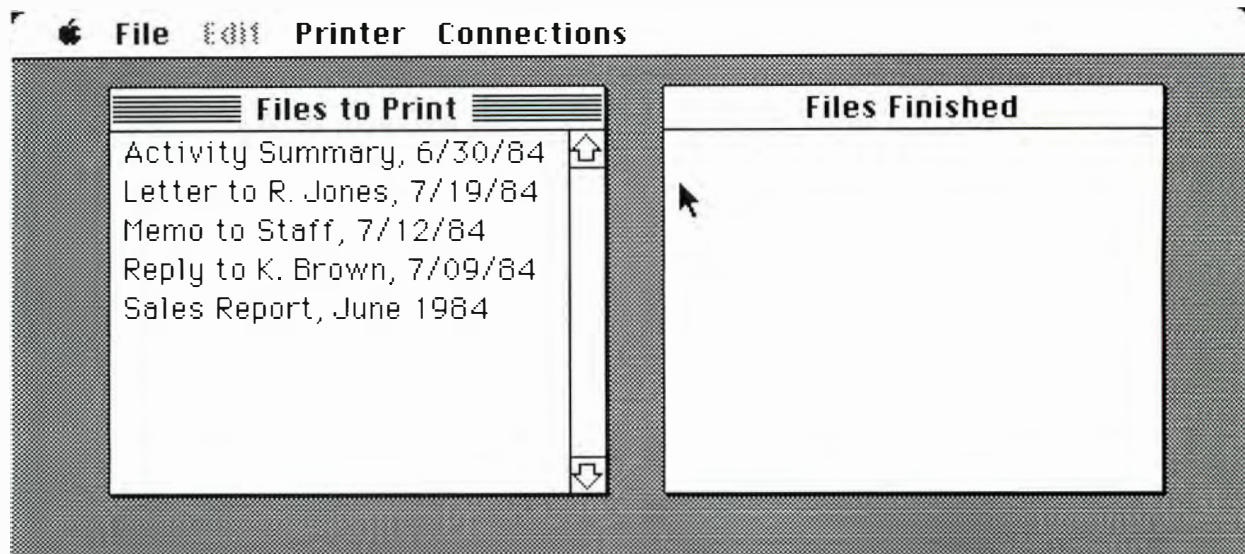 File Edit Printer Connections
Files to Print
Activity Summary, 6/30/84
Letter to R. Jones, 7/19/84
Memo to Staff, 7/12/84
Reply to K. Brown, 7/09/84
Sales Report, June 1984
Files Finished